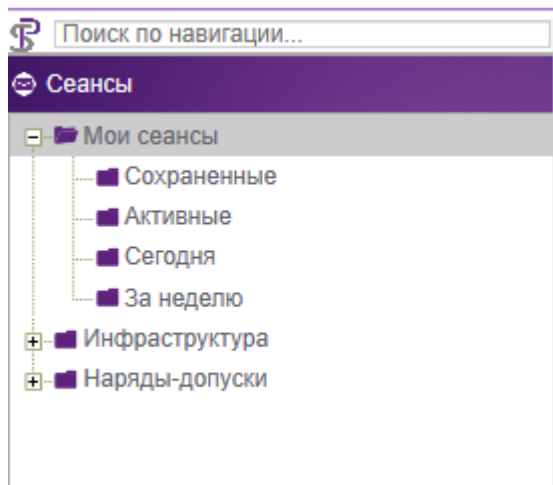 Поиск по навигации...
Сеансы
Мои сеансы
Сохраненные
Активные
Сегодня
За неделю
Инфраструктура
Наряды-допуски